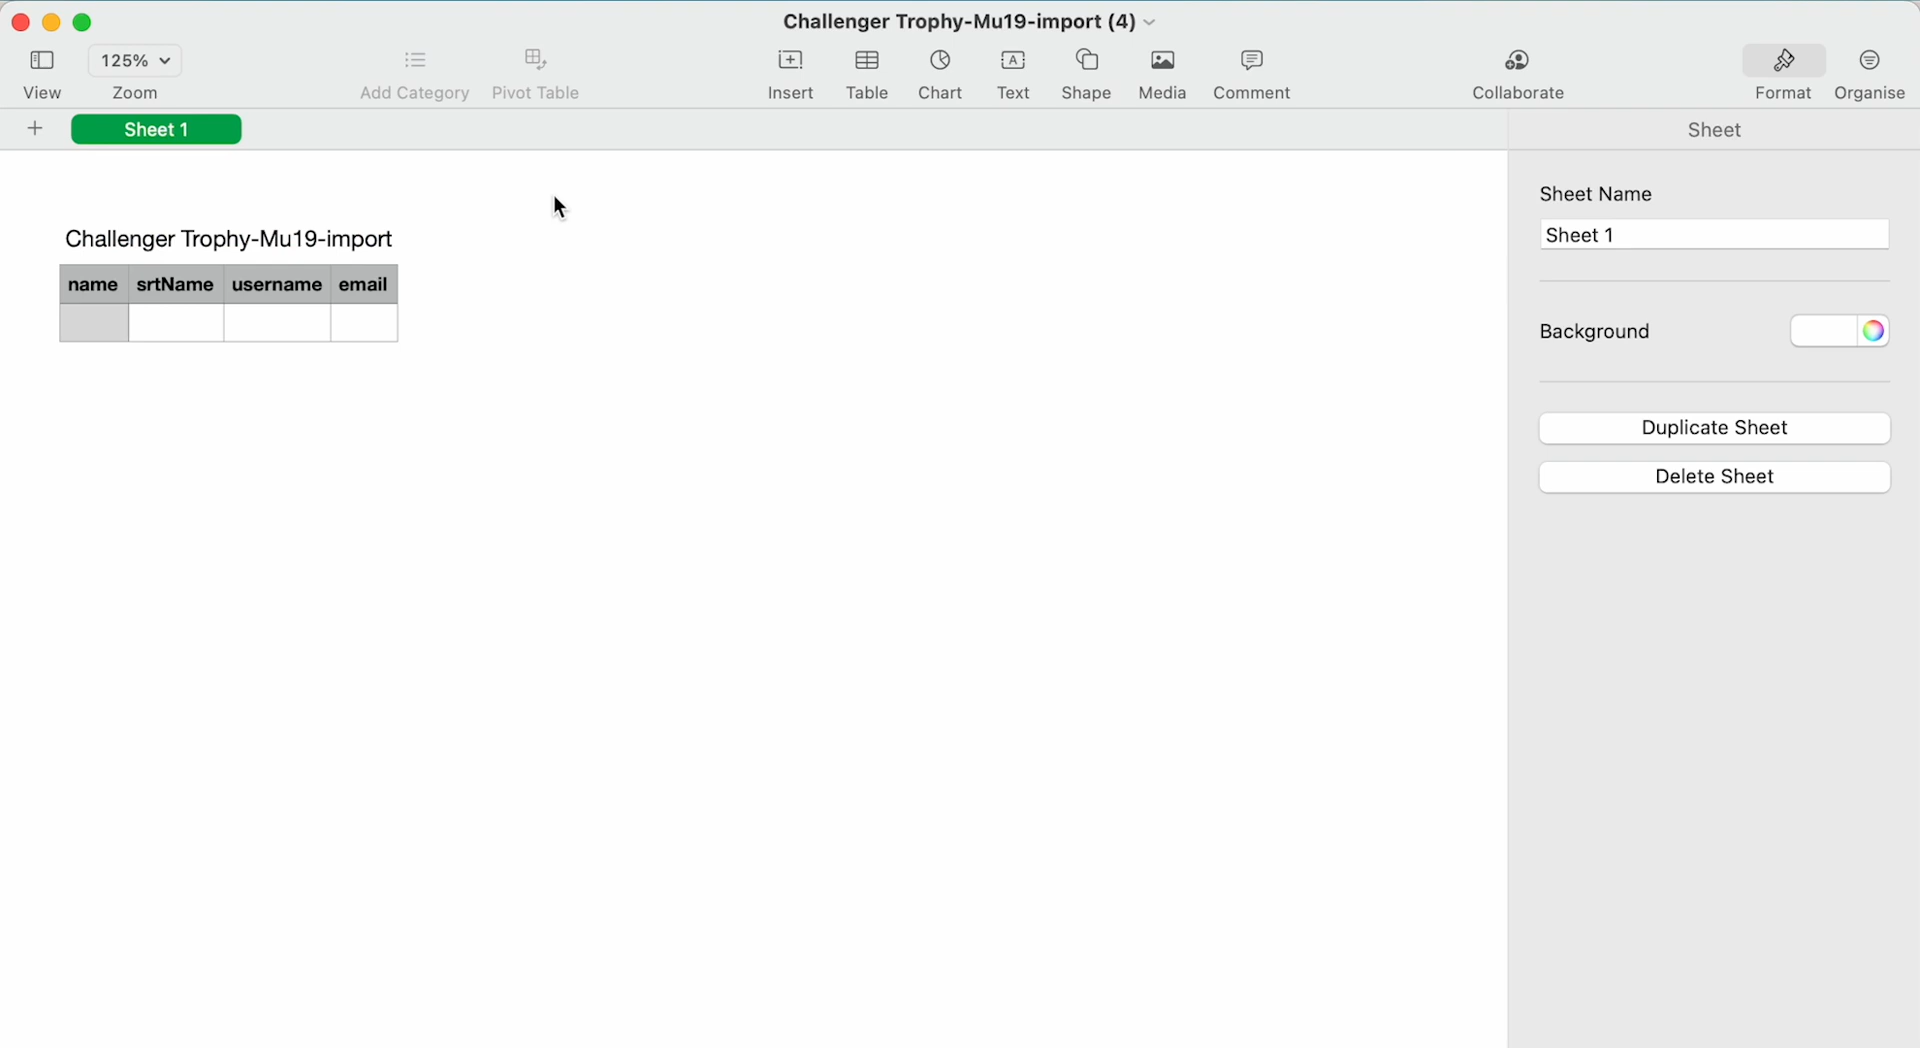 Challenger Trophy-Mu19-import (4)
125%
View Zoom Add Category Pivot Table Insert Table Chart Text Shape Media Comment Collaborate Format Organise
Sheet 1 Sheet
Sheet Name
Sheet 1
Background
Duplicate Sheet
Delete Sheet
Challenger Trophy-Mu19-import
name srtName username email